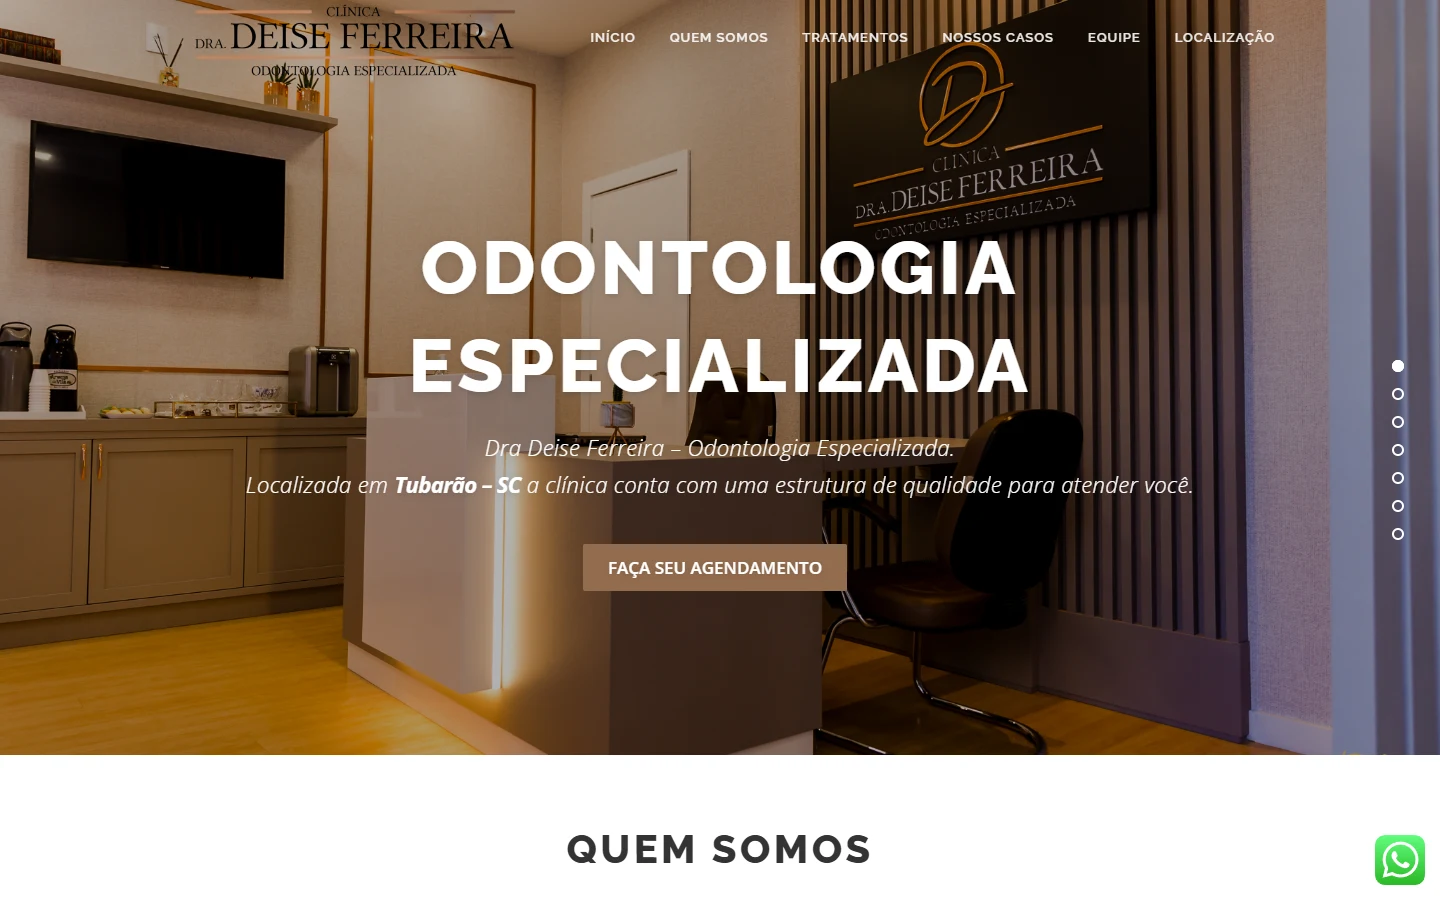 CLÍNICA
DRA. DEISE FERREIRA
ODONTOLOGIA ESPECIALIZADA
INÍCIO
QUEM SOMOS
TRATAMENTOS
NOSSOS CASOS
EQUIPE
LOCALIZAÇÃO
CLÍNICA
DRA. DEISE FERREIRA
ODONTOLOGIA ESPECIALIZADA
ODONTOLOGIA
ESPECIALIZADA
Dra Deise Ferreira – Odontologia Especializada.
Localizada em Tubarão – SC a clínica conta com uma estrutura de qualidade para atender você.
FAÇA SEU AGENDAMENTO
QUEM SOMOS